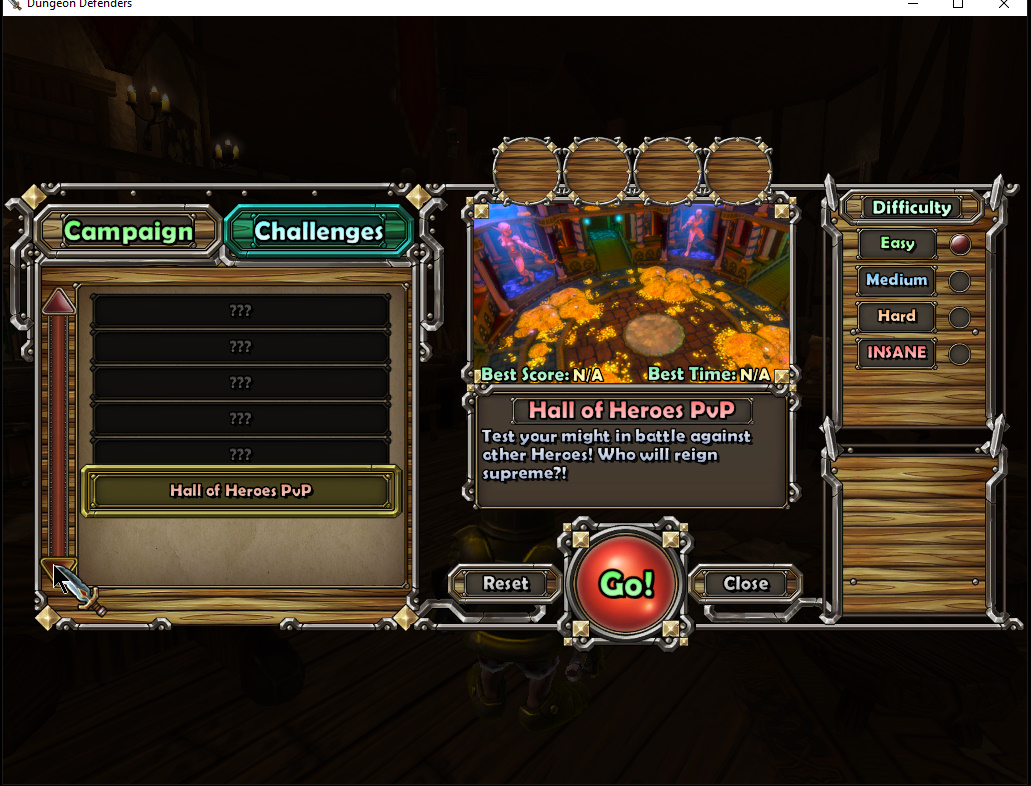 Dungeon Defenders
Campaign
Challenges
???
???
???
???
???
Hall of Heroes PvP
Best Score: N/A
Best Time: N/A
Hall of Heroes PvP
Test your might in battle against
other Heroes! Who will reign
supreme?!
Reset
Go!
Close
Difficulty
Easy
Medium
Hard
INSANE